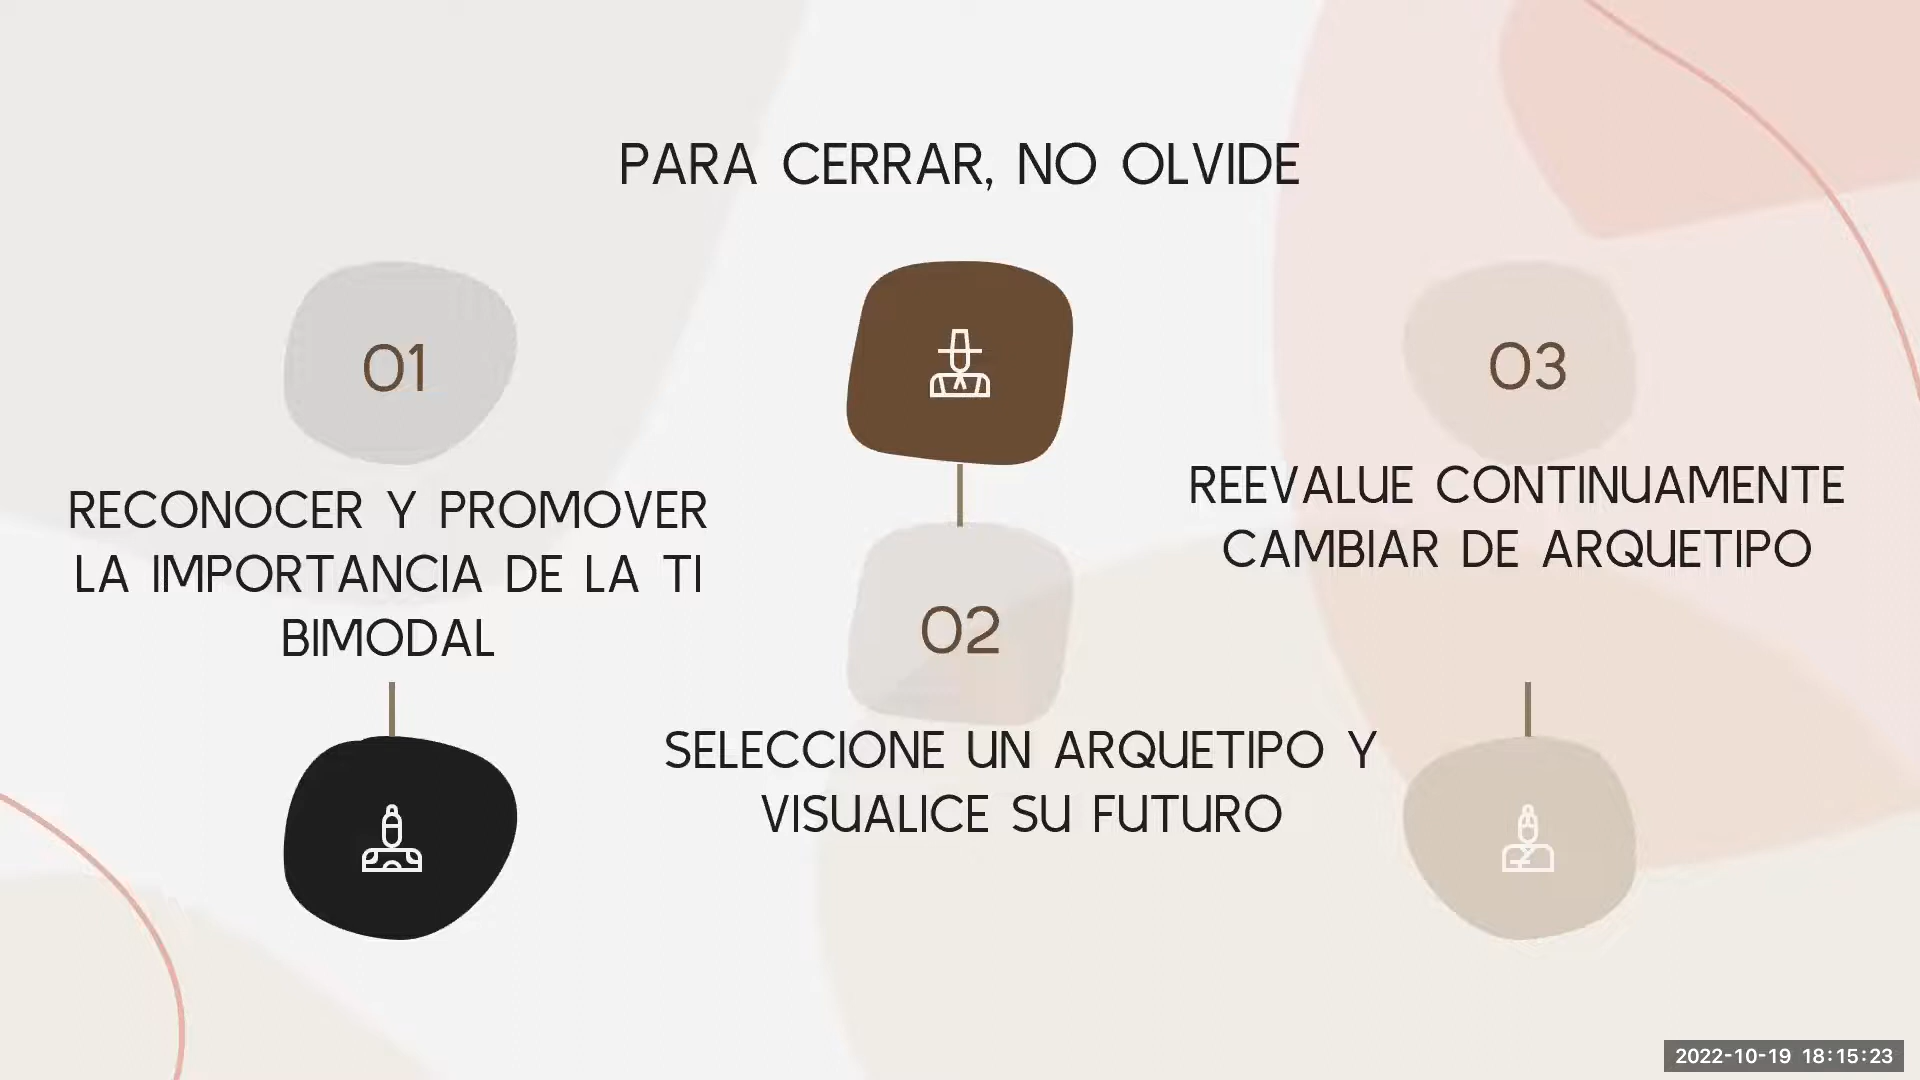 PARA CERRAR, NO OLVIDE
01
RECONOCER Y PROMOVER
LA IMPORTANCIA DE LA TI
BIMODAL
02
SELECCIONE UN ARQUETIPO Y
VISUALICE SU FUTURO
03
REEVALUE CONTINUAMENTE
CAMBIAR DE ARQUETIPO
2022-10-19 18:15:23